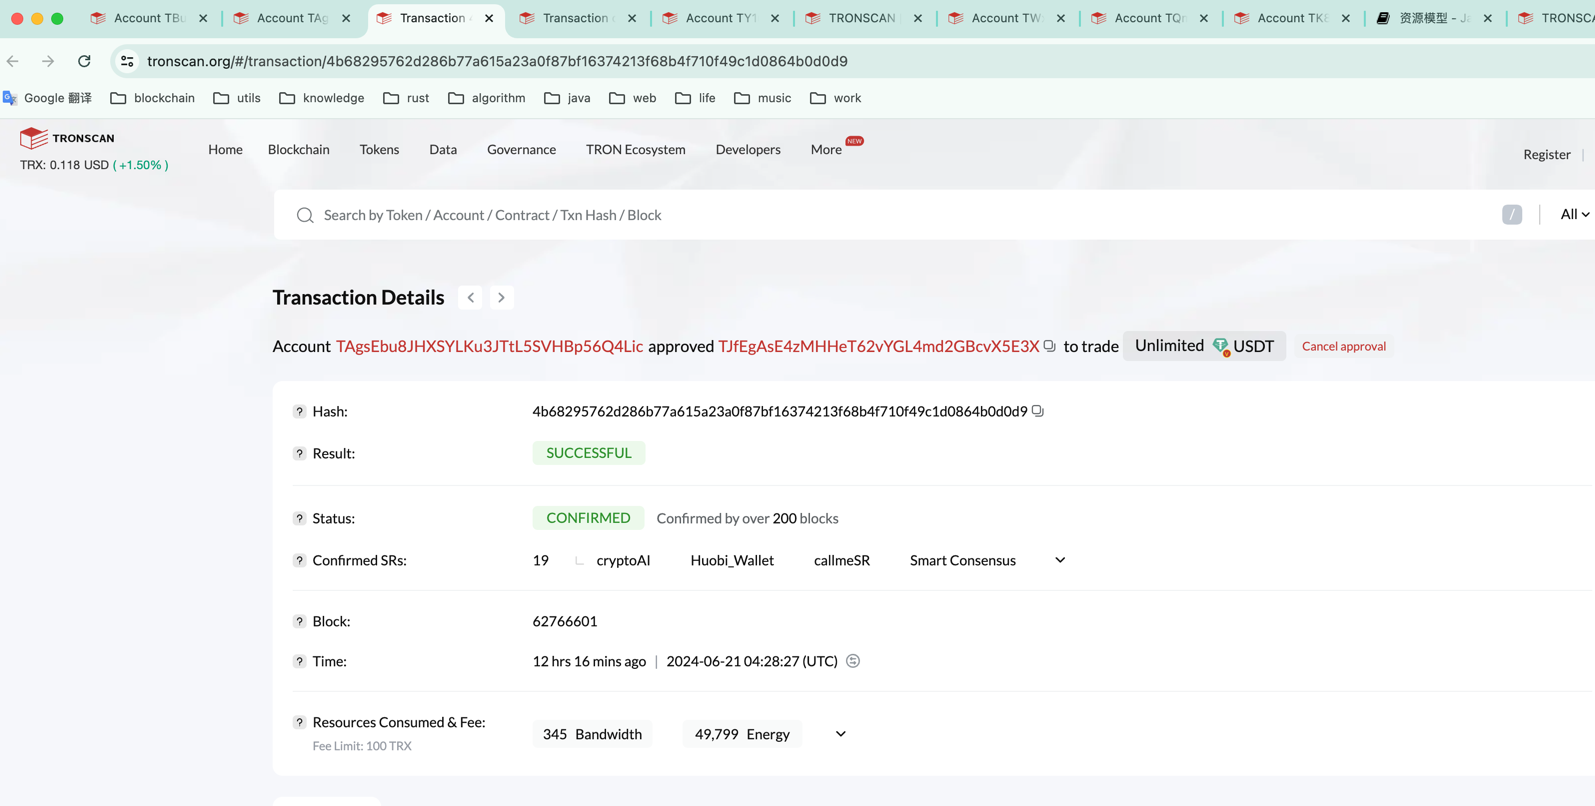 Account TBu Account TAg Transaction Transaction Account TY1 TRONSCAN Account TW Account TQr Account TK8 资源模型 - Ja TRONSCA
tronscan.org/#/transaction/4b68295762d286b77a615a23a0f87bf16374213f68b4f710f49c1d0864b0d0d9
Google 翻译 blockchain utils knowledge rust algorithm java web life music work
TRONSCAN
TRX: 0.118 USD ( +1.50% )
Home Blockchain Tokens Data Governance TRON Ecosystem Developers More NEW
Register
Search by Token / Account / Contract / Txn Hash / Block / All
Transaction Details
Account TAgsEbu8JHXSYLKu3JTtL5SVHBp56Q4Lic approved TJfEgAsE4zMHHeT62vYGL4md2GBcvX5E3X to trade Unlimited USDT Cancel approval
? Hash: 4b68295762d286b77a615a23a0f87bf16374213f68b4f710f49c1d0864b0d0d9
? Result: SUCCESSFUL
? Status: CONFIRMED Confirmed by over 200 blocks
? Confirmed SRs: 19 cryptoAI Huobi_Wallet callmeSR Smart Consensus
? Block: 62766601
? Time: 12 hrs 16 mins ago | 2024-06-21 04:28:27 (UTC)
? Resources Consumed & Fee: 345 Bandwidth 49,799 Energy
Fee Limit: 100 TRX